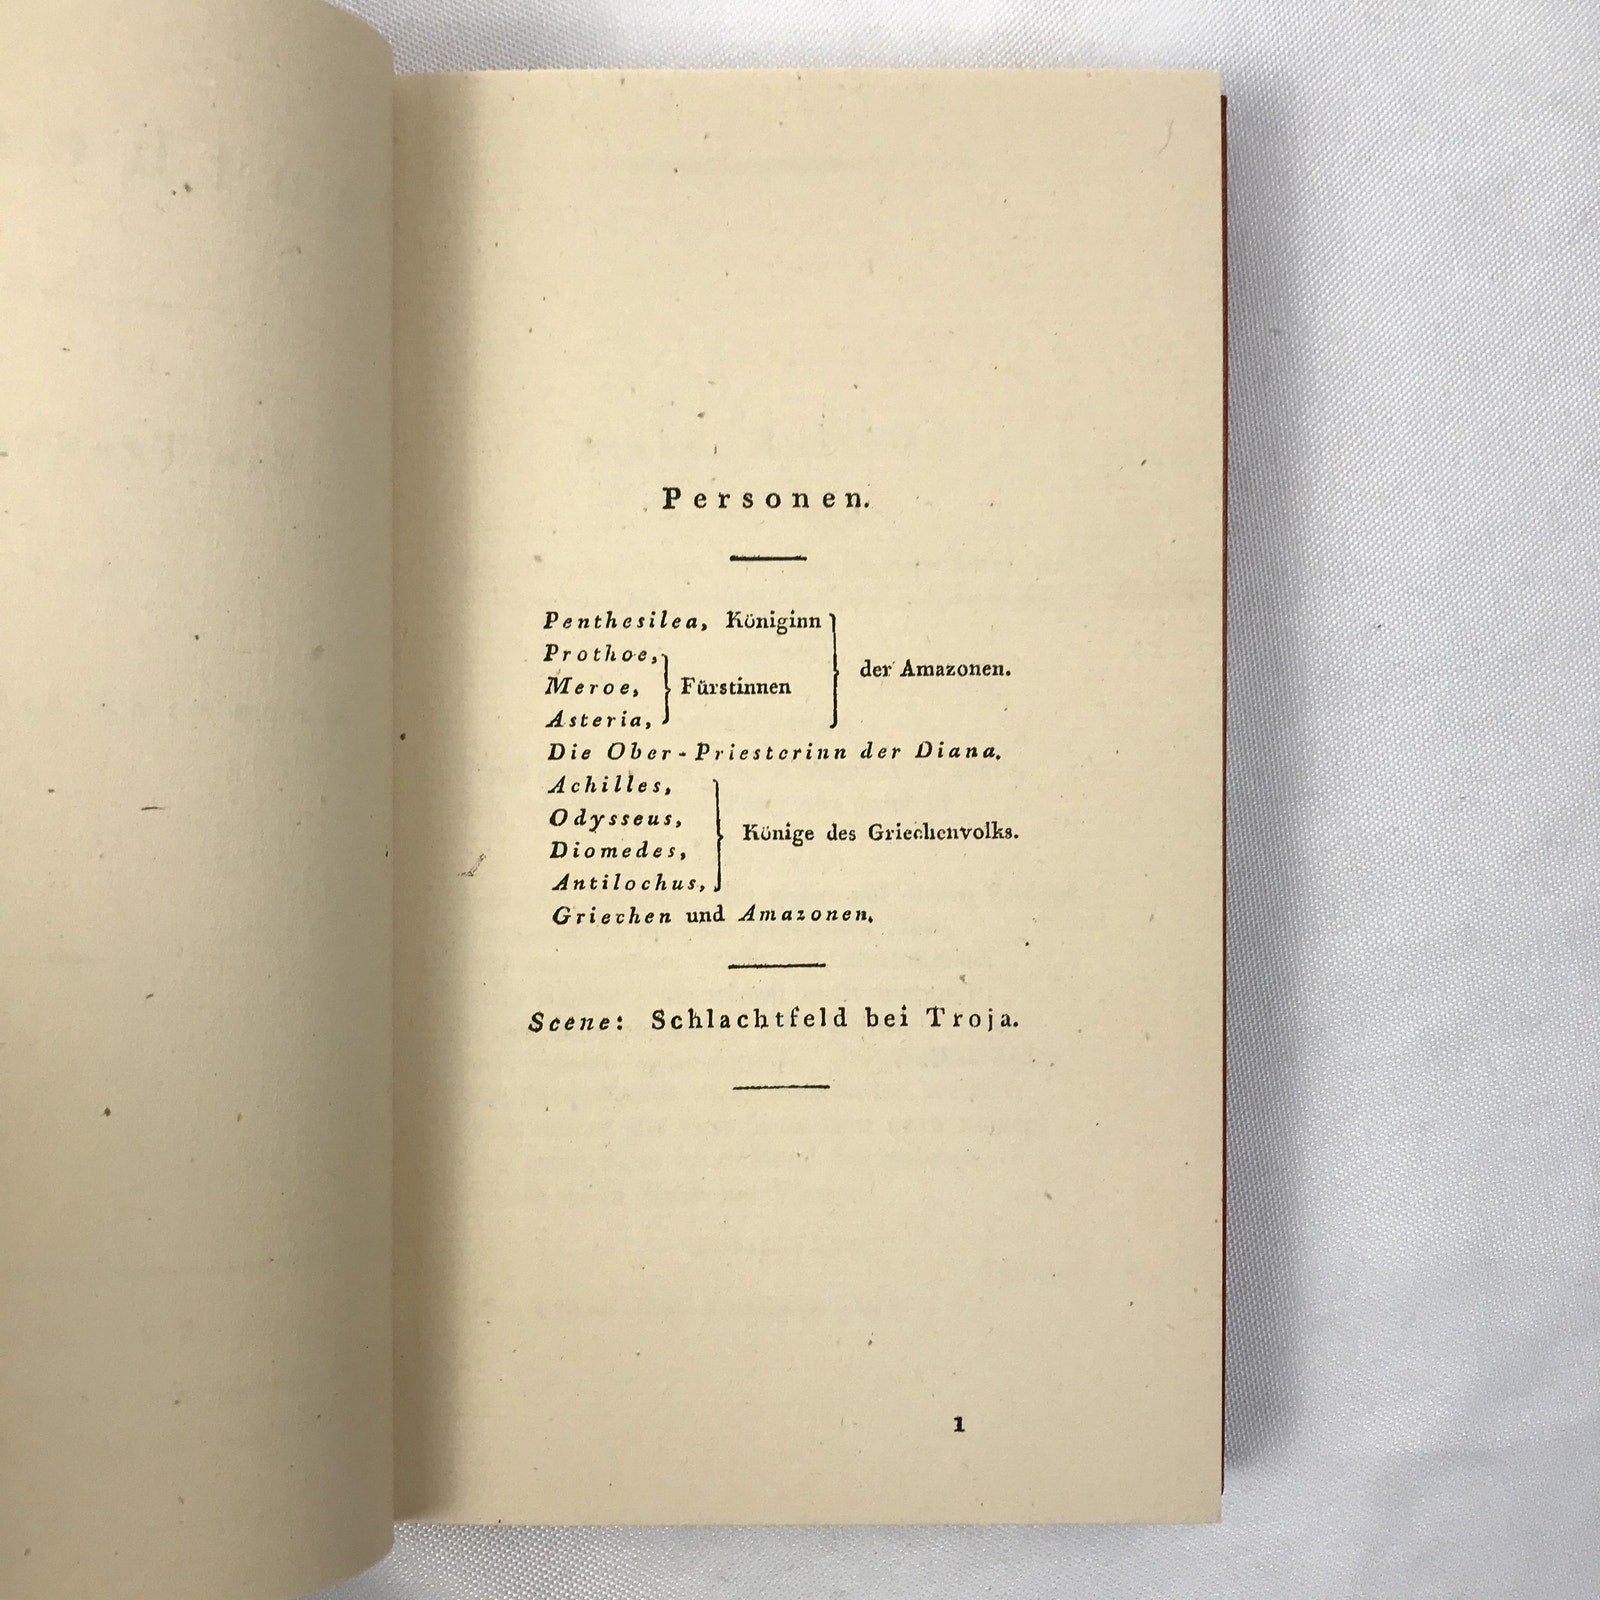 Personen.
Penthesilea, Königinn
Prothoe,
der Amazonen.
Meroe, Fürstinnen
Asteria,
Die Ober-Priesterinn der Diana.
Achilles,
Odysseus,
Könige des Griechenvolks.
Diomedes,
Antilochus,
Griechen und Amazonen.
Scene: Schlachtfeld bei Troja.
1